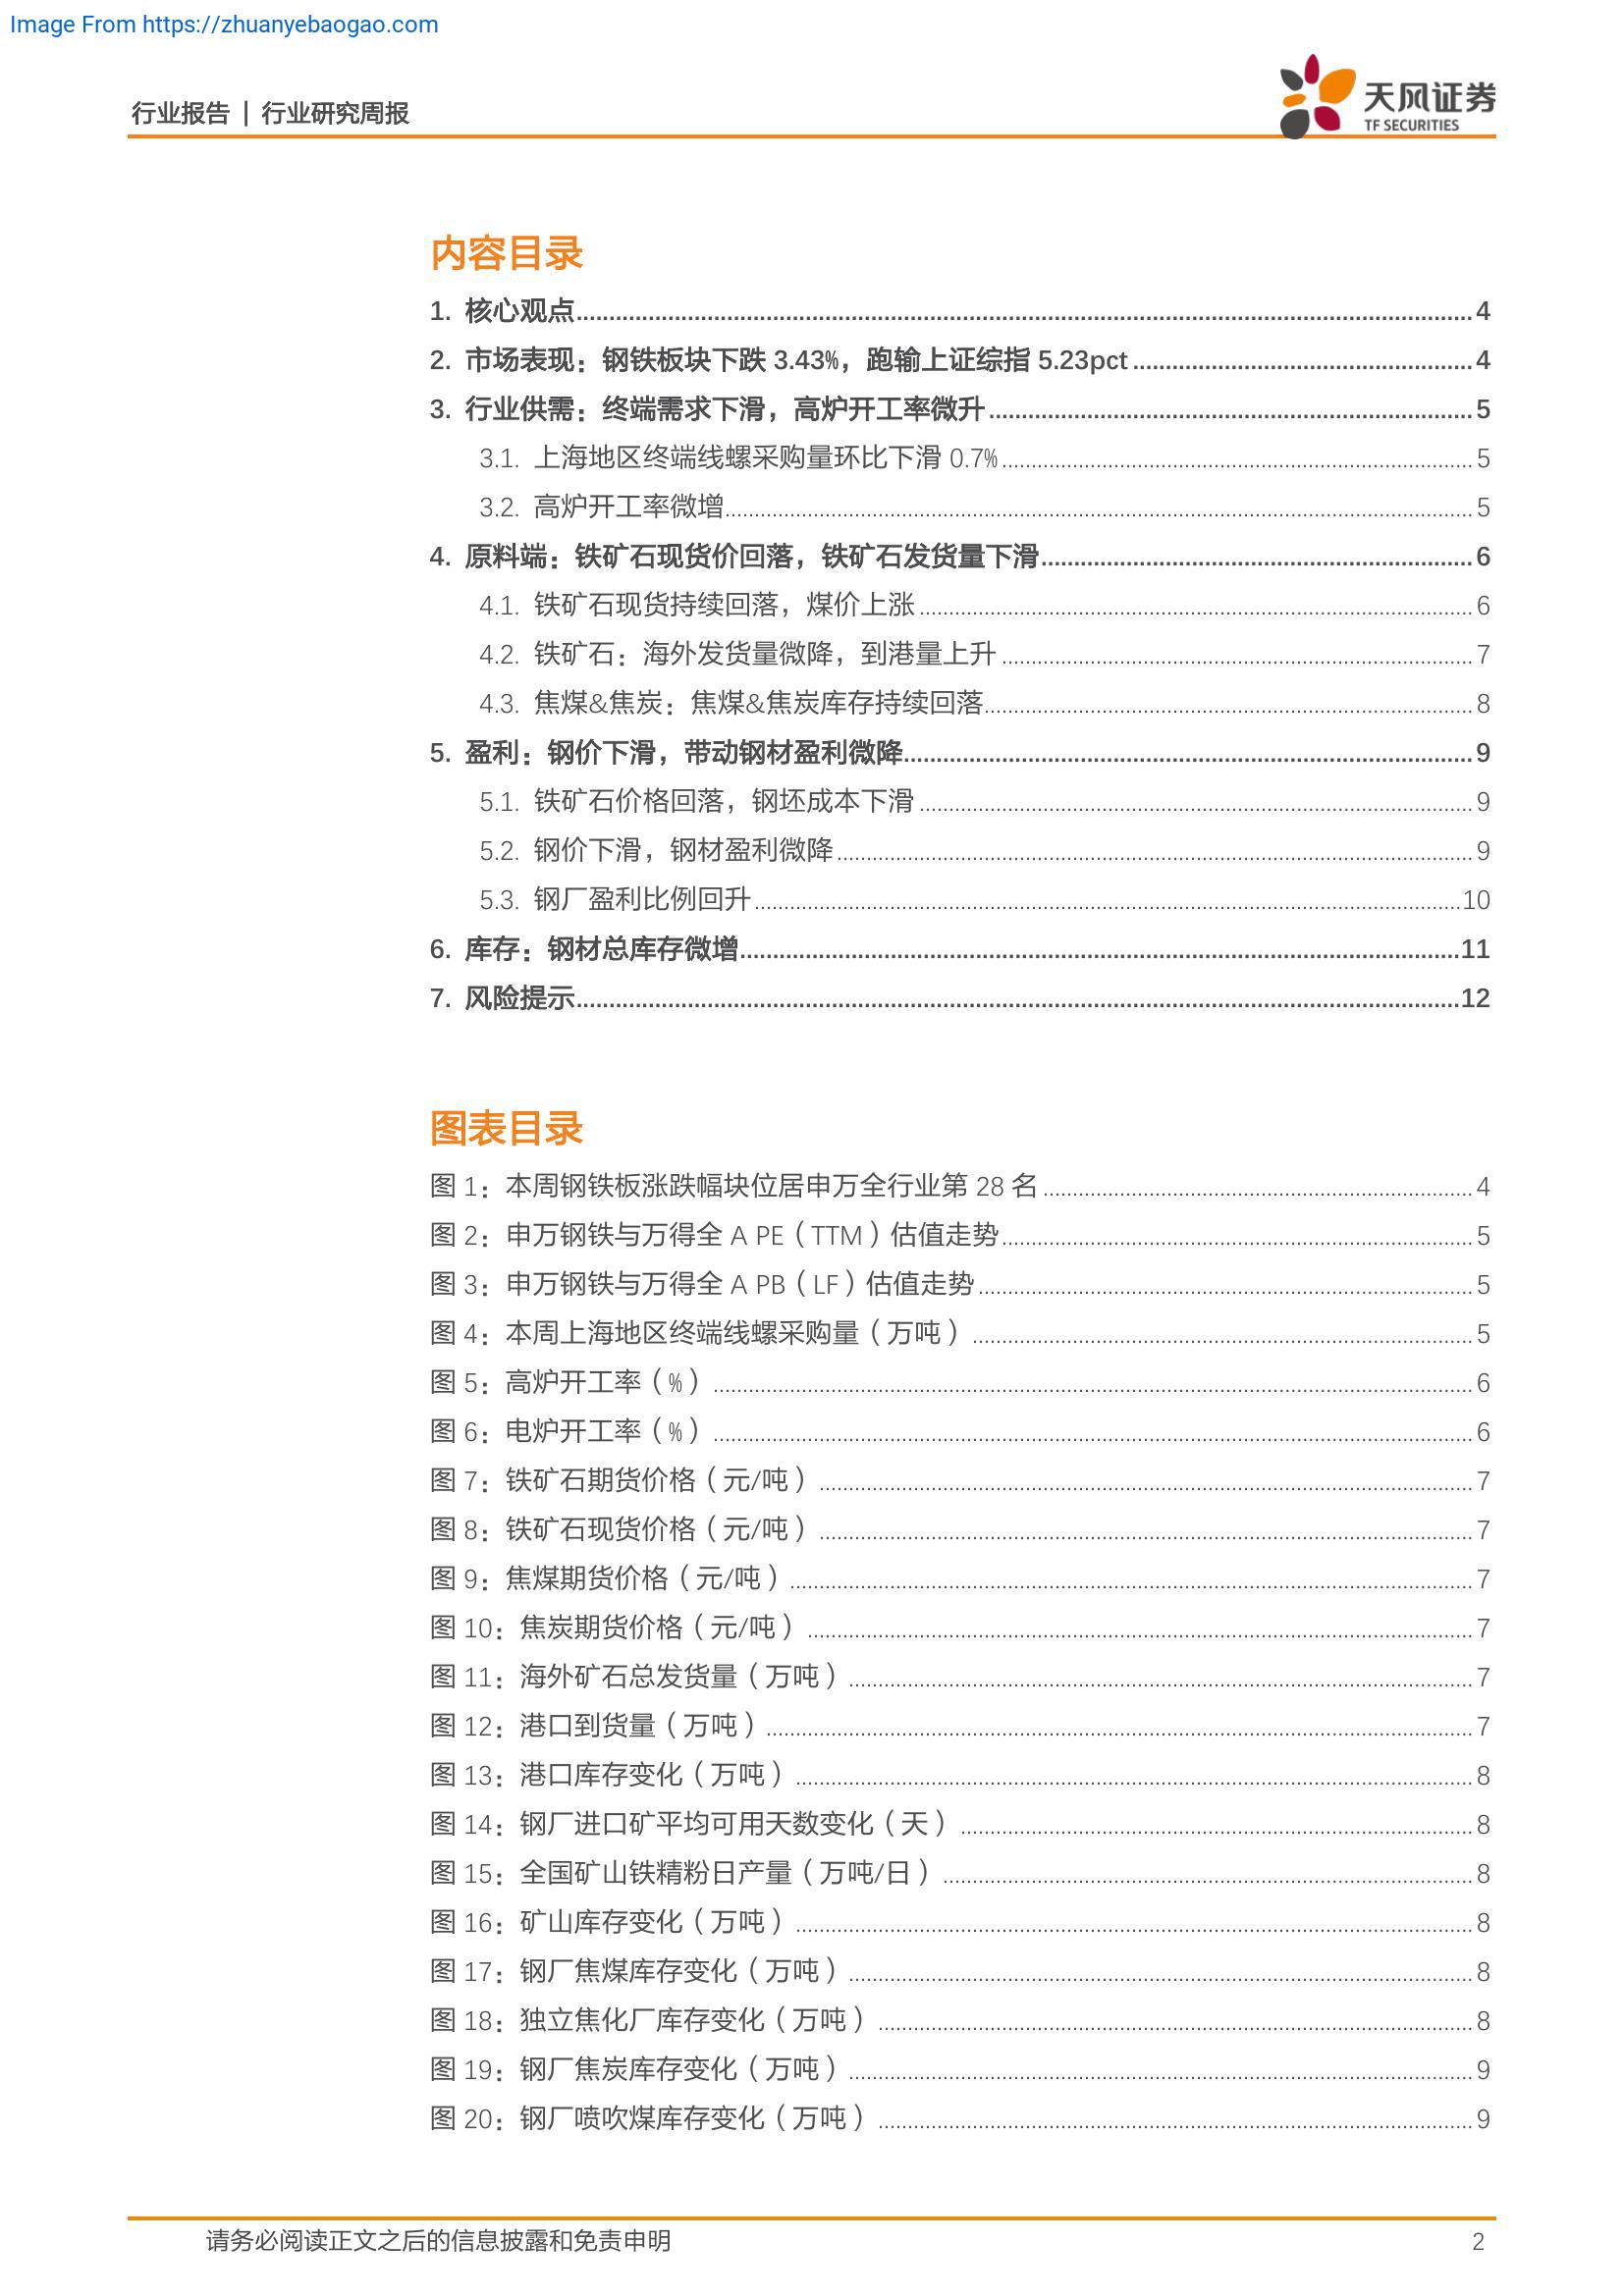 Image From https://zhuanyebaogao.com
行业报告 | 行业研究周报
天风证券
TF SECURITIES
内容目录
1. 核心观点 4
2. 市场表现：钢铁板块下跌 3.43%，跑输上证综指 5.23pct 4
3. 行业供需：终端需求下滑，高炉开工率微升 5
3.1. 上海地区终端线螺采购量环比下滑 0.7% 5
3.2. 高炉开工率微增 5
4. 原料端：铁矿石现货价回落，铁矿石发货量下滑 6
4.1. 铁矿石现货持续回落，煤价上涨 6
4.2. 铁矿石：海外发货量微降，到港量上升 7
4.3. 焦煤&焦炭：焦煤&焦炭库存持续回落 8
5. 盈利：钢价下滑，带动钢材盈利微降 9
5.1. 铁矿石价格回落，钢坯成本下滑 9
5.2. 钢价下滑，钢材盈利微降 9
5.3. 钢厂盈利比例回升 10
6. 库存：钢材总库存微增 11
7. 风险提示 12
图表目录
图 1：本周钢铁板涨跌幅块位居申万全行业第 28 名 4
图 2：申万钢铁与万得全 A PE（TTM）估值走势 5
图 3：申万钢铁与万得全 A PB（LF）估值走势 5
图 4：本周上海地区终端线螺采购量（万吨） 5
图 5：高炉开工率（%） 6
图 6：电炉开工率（%） 6
图 7：铁矿石期货价格（元/吨） 7
图 8：铁矿石现货价格（元/吨） 7
图 9：焦煤期货价格（元/吨） 7
图 10：焦炭期货价格（元/吨） 7
图 11：海外矿石总发货量（万吨） 7
图 12：港口到货量（万吨） 7
图 13：港口库存变化（万吨） 8
图 14：钢厂进口矿平均可用天数变化（天） 8
图 15：全国矿山铁精粉日产量（万吨/日） 8
图 16：矿山库存变化（万吨） 8
图 17：钢厂焦煤库存变化（万吨） 8
图 18：独立焦化厂库存变化（万吨） 8
图 19：钢厂焦炭库存变化（万吨） 9
图 20：钢厂喷吹煤库存变化（万吨） 9
请务必阅读正文之后的信息披露和免责申明 2